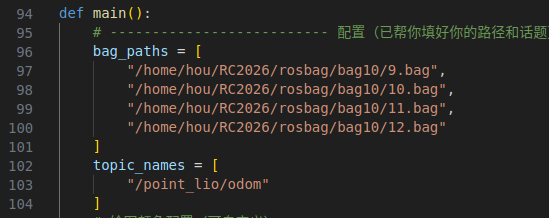 94 def main():
95 # -------------------------- 配置（已帮你填好你的路径和话题
96 bag_paths = [
97 "/home/hou/RC2026/rosbag/bag10/9.bag",
98 "/home/hou/RC2026/rosbag/bag10/10.bag",
99 "/home/hou/RC2026/rosbag/bag10/11.bag",
100 "/home/hou/RC2026/rosbag/bag10/12.bag"
101 ]
102 topic_names = [
103 "/point_lio/odom"
104 ]